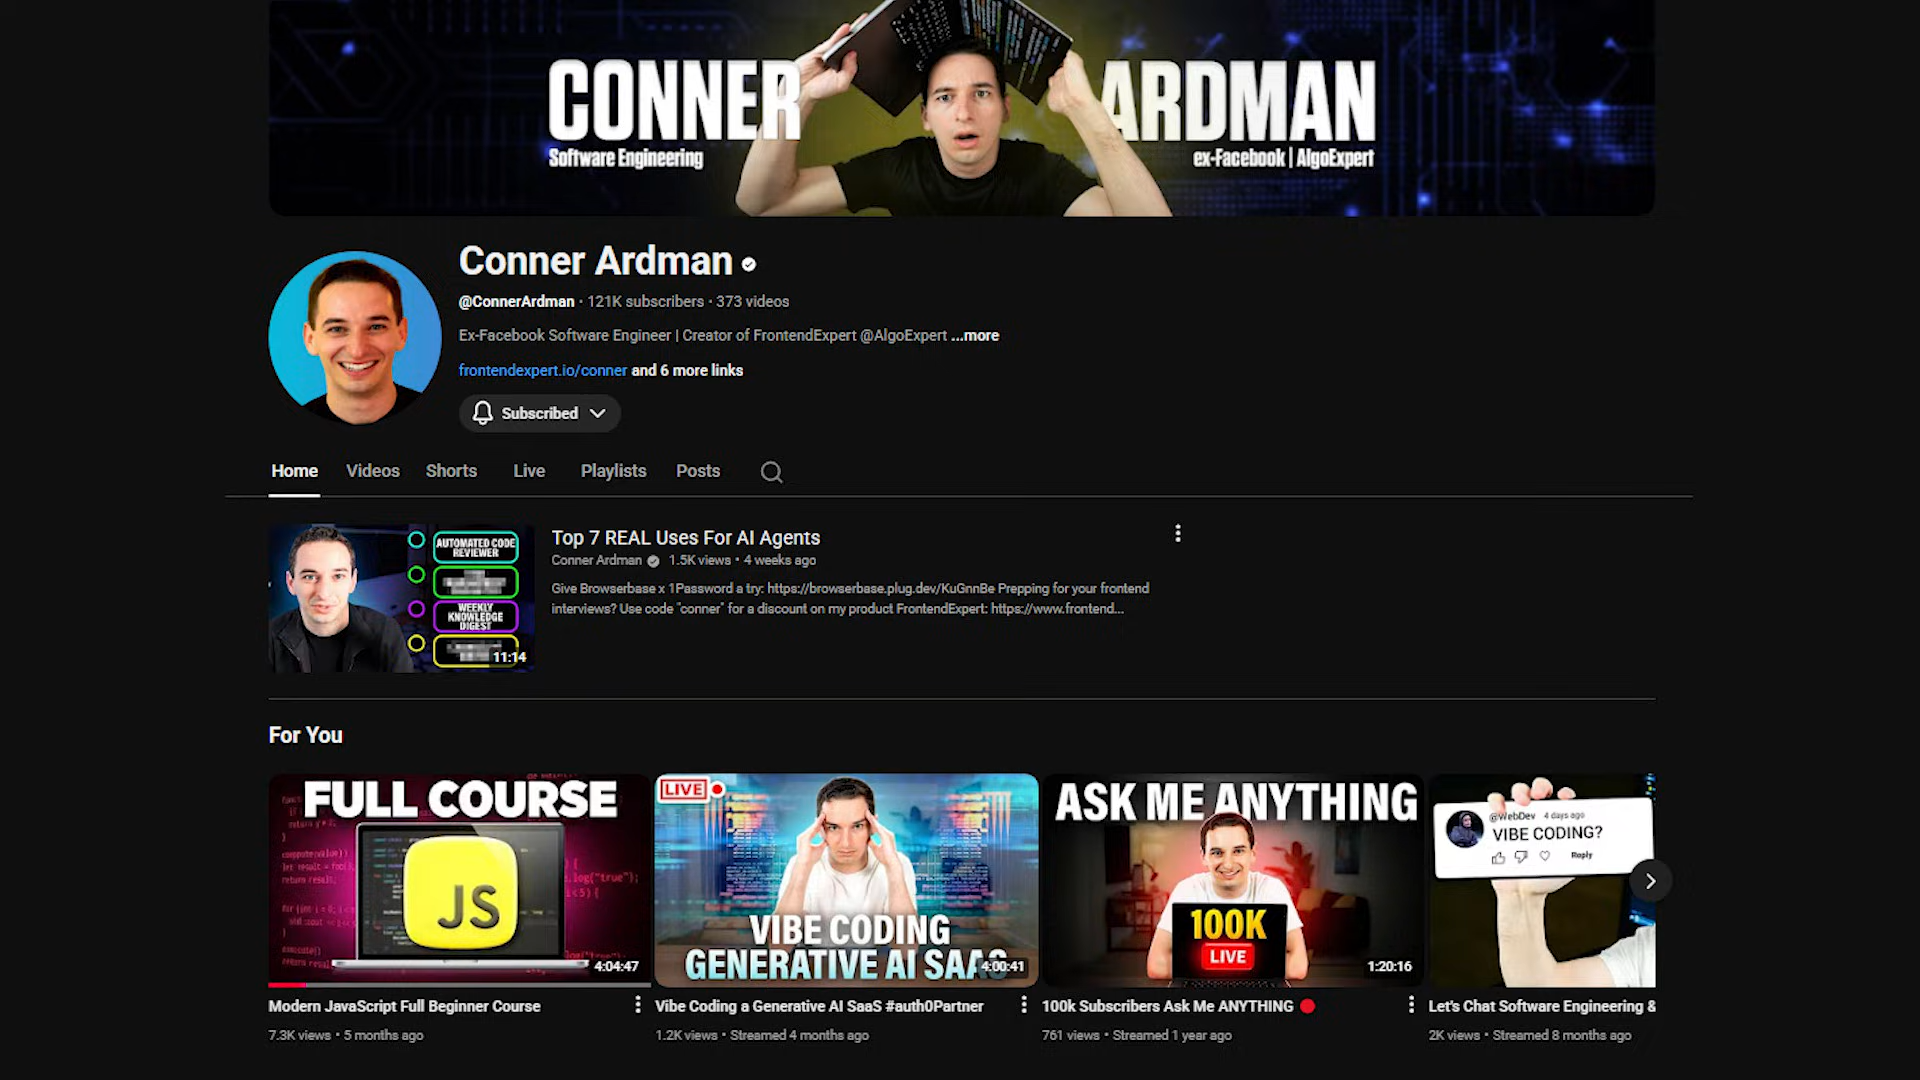 CONNER
ARDMAN
Software Engineering
ex-Facebook | AlgoExpert
Conner Ardman
@ConnerArdman · 121K subscribers · 373 videos
Ex-Facebook Software Engineer | Creator of FrontendExpert @AlgoExpert ...more
frontendexpert.io/conner and 6 more links
Subscribed
Home Videos Shorts Live Playlists Posts
AUTOMATED CODE
REVIEWER
WEEKLY
KNOWLEDGE
DIGEST
11:14
Top 7 REAL Uses For AI Agents
Conner Ardman 1.5K views • 4 weeks ago
Give Browserbase x 1Password a try: https://browserbase.plug.dev/KuGnnBe Prepping for your frontend
interviews? Use code "conner" for a discount on my product FrontendExpert: https://www.frontend...
For You
FULL COURSE
JS
4:04:47
Modern JavaScript Full Beginner Course
7.3K views • 5 months ago
LIVE
VIBE CODING
GENERATIVE AI SAAS
4:00:41
Vibe Coding a Generative AI SaaS #auth0Partner
1.2K views • Streamed 4 months ago
ASK ME ANYTHING
100K
LIVE
1:20:16
100k Subscribers Ask Me ANYTHING
761 views • Streamed 1 year ago
@WebDev 4 days ago
VIBE CODING?
Reply
Let's Chat Software Engineering &
2K views • Streamed 8 months ago